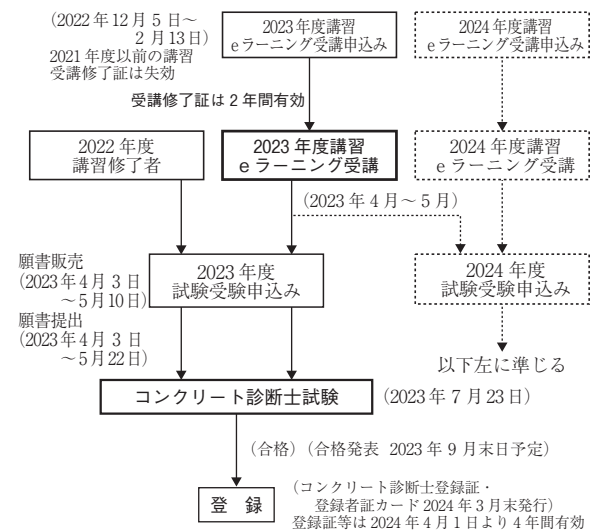 （2022年12月5日～
2月13日）
2021年度以前の講習
受講修了証は失効
2023年度講習
eラーニング受講申込み
2024年度講習
eラーニング受講申込み
受講修了証は2年間有効
2022年度
講習修了者
2023年度講習
eラーニング受講
2024年度講習
eラーニング受講
（2023年4月～5月）
願書販売
（2023年4月3日
～5月10日）
願書提出
（2023年4月3日
～5月22日）
2023年度
試験受験申込み
2024年度
試験受験申込み
以下左に準じる
コンクリート診断士試験
（2023年7月23日）
（合格）（合格発表 2023年9月末日予定）
登 録
（コンクリート診断士登録証・
登録者証カード2024年3月末発行）
登録証等は2024年4月1日より4年間有効